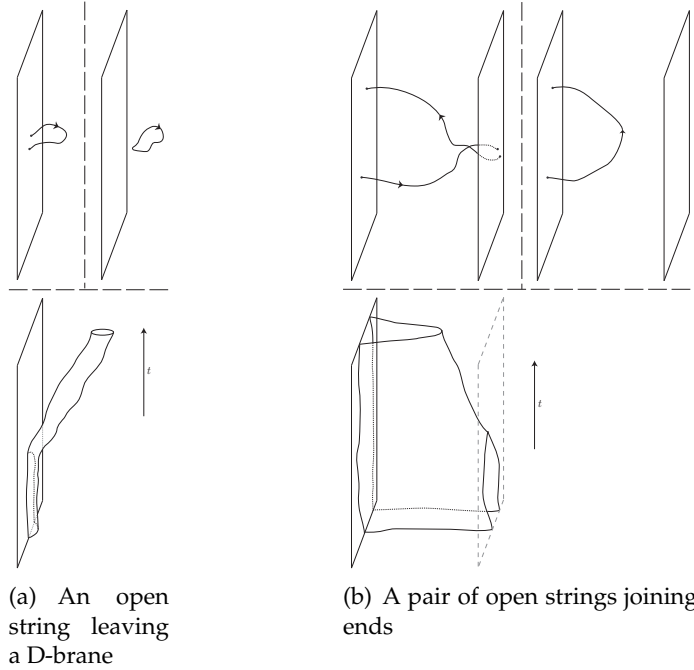 t
t
(a) An open
string leaving
a D-brane
(b) A pair of open strings joining
ends